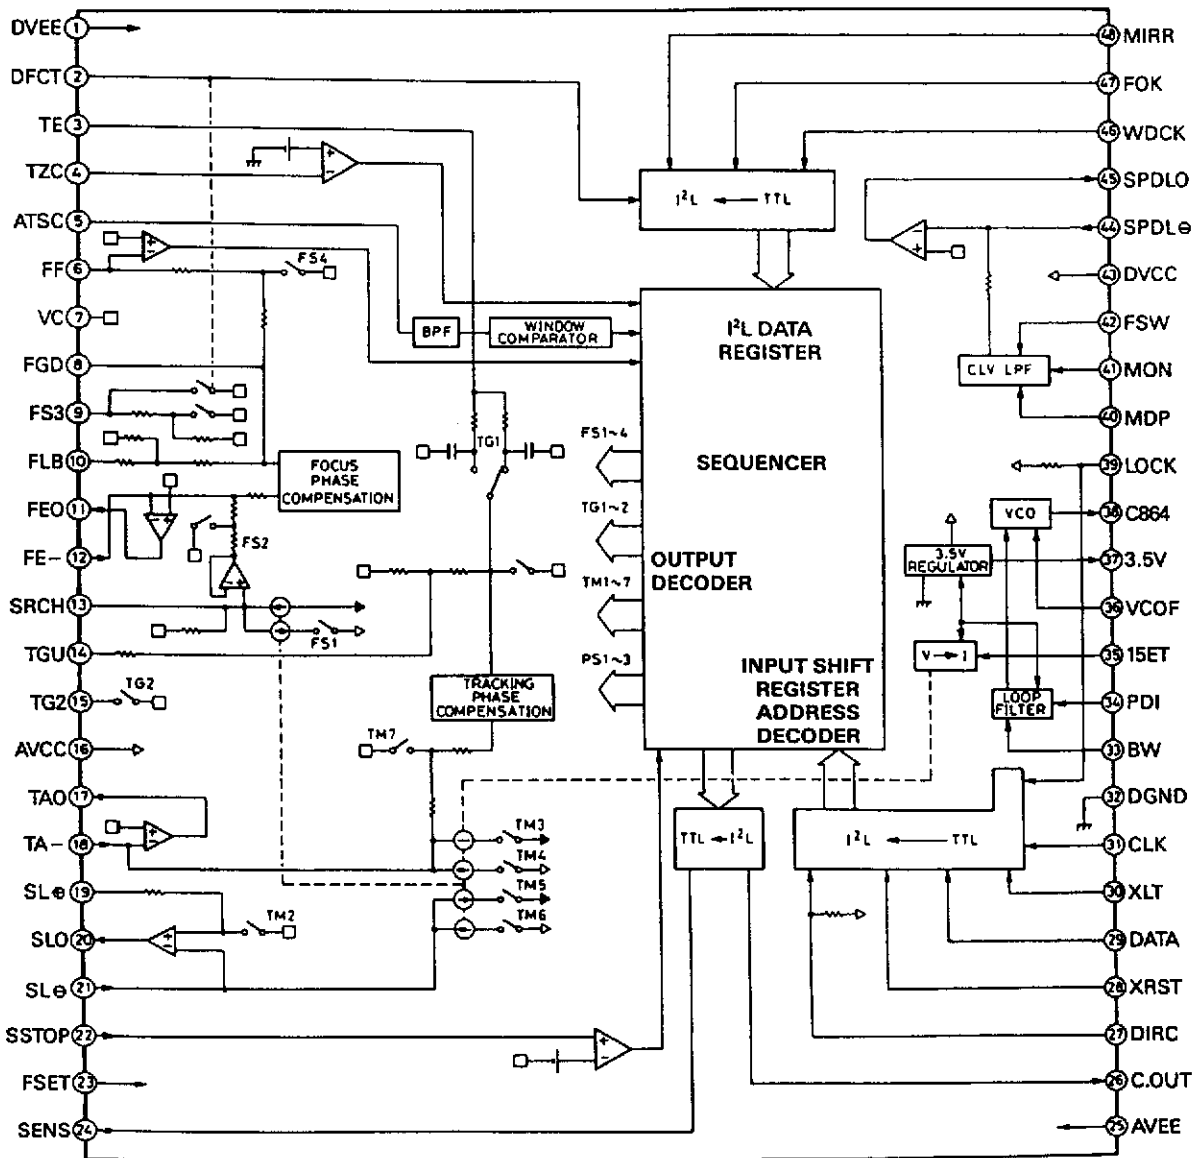 DVEE 1
DFCT 2
TE 3
TZC 4
ATSC 5
FF 6
VC 7
FGD 8
FS3 9
FLB 10
FEO 11
FE− 12
SRCH 13
TGU 14
TG2 15
AVCC 16
TAO 17
TA− 18
SL⊕ 19
SLO 20
SL⊖ 21
SSTOP 22
FSET 23
SENS 24
48 MIRR
47 FOK
46 WDCK
45 SPDLO
44 SPDL⊖
43 DVCC
42 FSW
41 MON
40 MDP
39 LOCK
38 C864
37 3.5V
36 VCOF
35 15ET
34 PDI
33 BW
32 DGND
31 CLK
30 XLT
29 DATA
28 XRST
27 DIRC
26 C.OUT
25 AVEE
+
−
+
−
FS4
BPF
WINDOW
COMPARATOR
I²L ← TTL
I²L DATA
REGISTER
SEQUENCER
OUTPUT
DECODER
INPUT SHIFT
REGISTER
ADDRESS
DECODER
FS1~4
TG1~2
TM1~7
PS1~3
TG1
FOCUS
PHASE
COMPENSATION
− +
FS2
− +
FS1
TG2
TRACKING
PHASE
COMPENSATION
TM7
TM3
TM4
TM5
TM6
+
−
TM2
+
−
+
−
TTL ← I²L
I²L ← TTL
−
+
CLV LPF
VCO
3.5V
REGULATOR
V → I
LOOP
FILTER